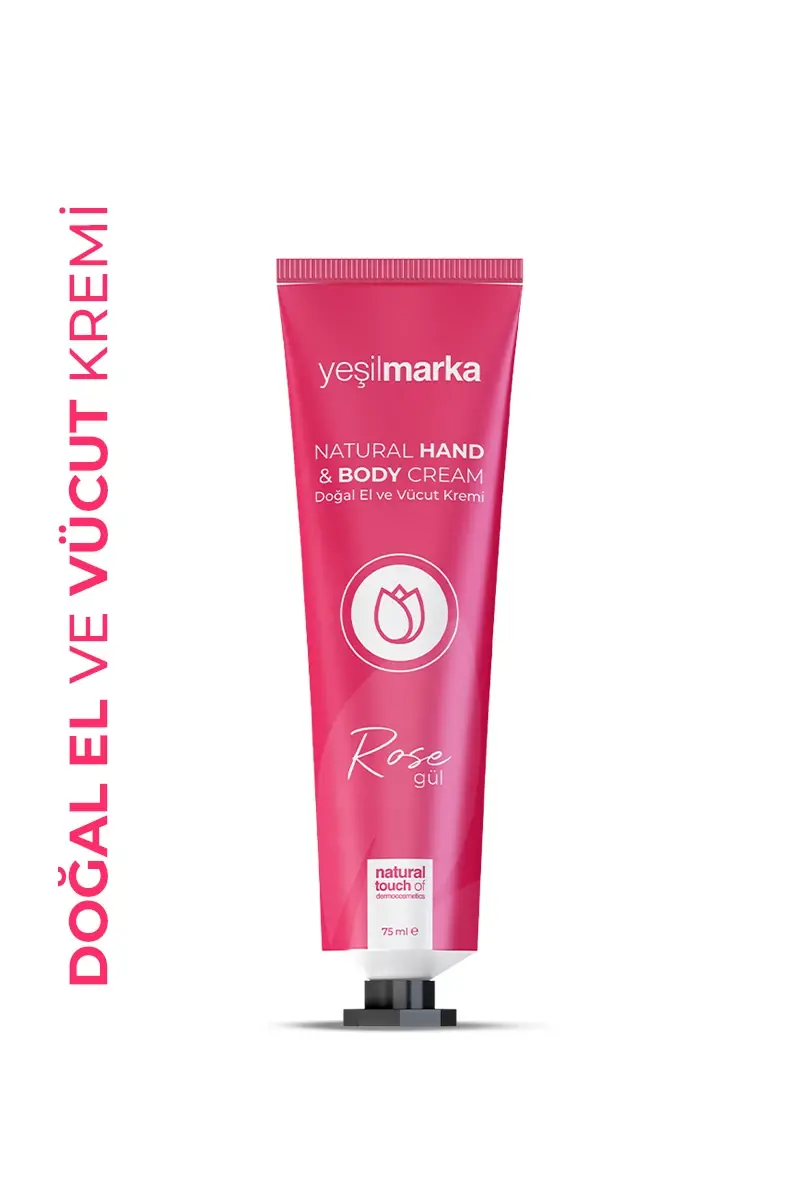 DOĞAL EL VE VÜCUT KREMİ
yeşilmarka
NATURAL HAND
& BODY CREAM
Doğal El ve Vücut Kremi
Rose
gül
natural
touch of
dermocosmetics
75 ml ℮